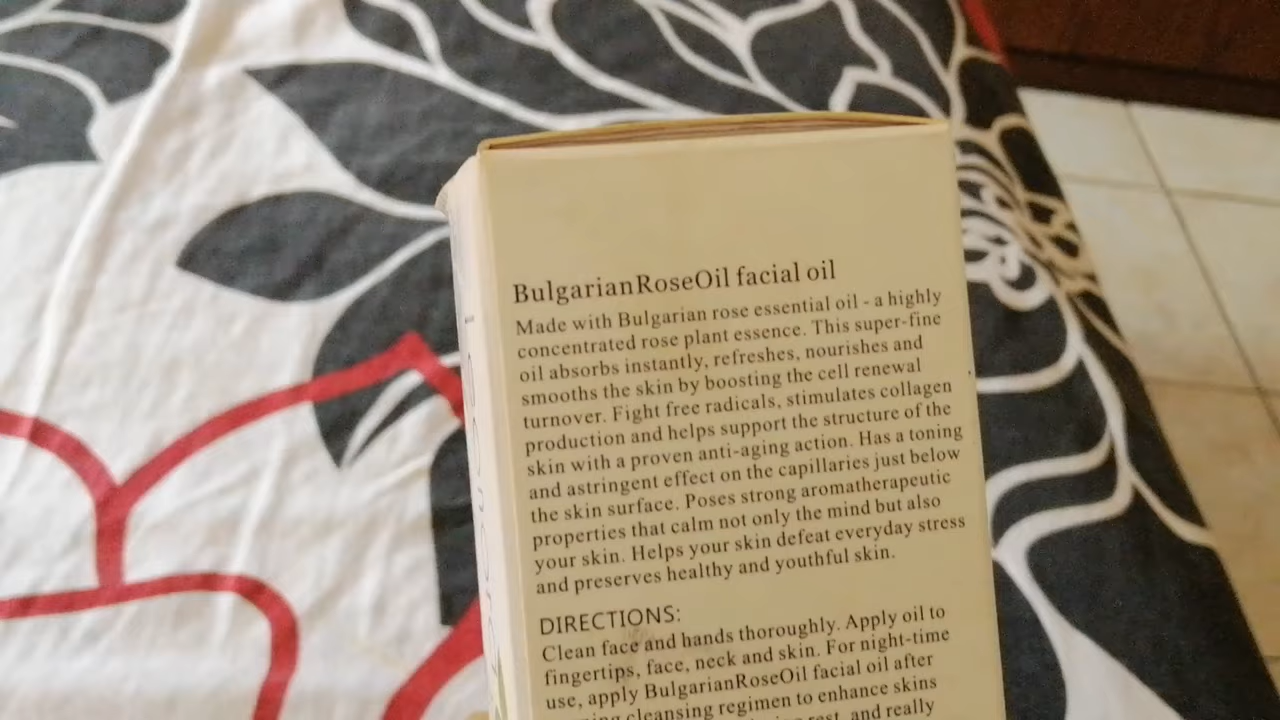 BulgarianRoseOil facial oil
Made with Bulgarian rose essential oil - a highly
concentrated rose plant essence. This super-fine
oil absorbs instantly, refreshes, nourishes and
smooths the skin by boosting the cell renewal
turnover. Fight free radicals, stimulates collagen
production and helps support the structure of the
skin with a proven anti-aging action. Has a toning
and astringent effect on the capillaries just below
the skin surface. Poses strong aromatherapeutic
properties that calm not only the mind but also
your skin. Helps your skin defeat everyday stress
and preserves healthy and youthful skin.
DIRECTIONS:
Clean face and hands thoroughly. Apply oil to
fingertips, face, neck and skin. For night-time
use, apply BulgarianRoseOil facial oil after
cleansing regimen to enhance skins
rest, and really